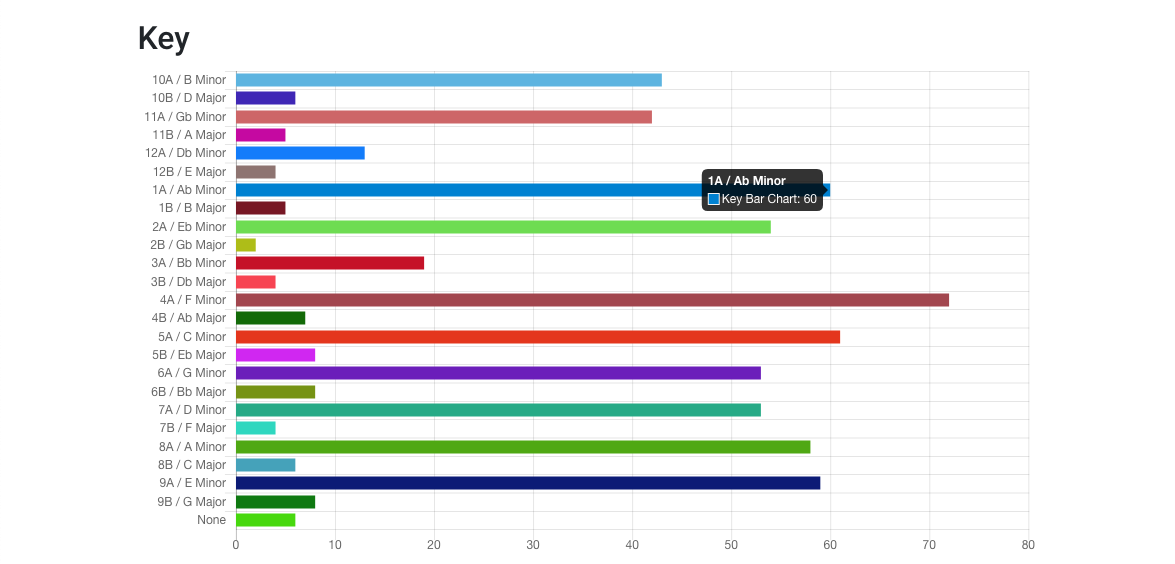 Key
10A / B Minor
10B / D Major
11A / Gb Minor
11B / A Major
12A / Db Minor
12B / E Major
1A / Ab Minor
1A / Ab Minor
Key Bar Chart: 60
1B / B Major
2A / Eb Minor
2B / Gb Major
3A / Bb Minor
3B / Db Major
4A / F Minor
4B / Ab Major
5A / C Minor
5B / Eb Major
6A / G Minor
6B / Bb Major
7A / D Minor
7B / F Major
8A / A Minor
8B / C Major
9A / E Minor
9B / G Major
None
0 10 20 30 40 50 60 70 80